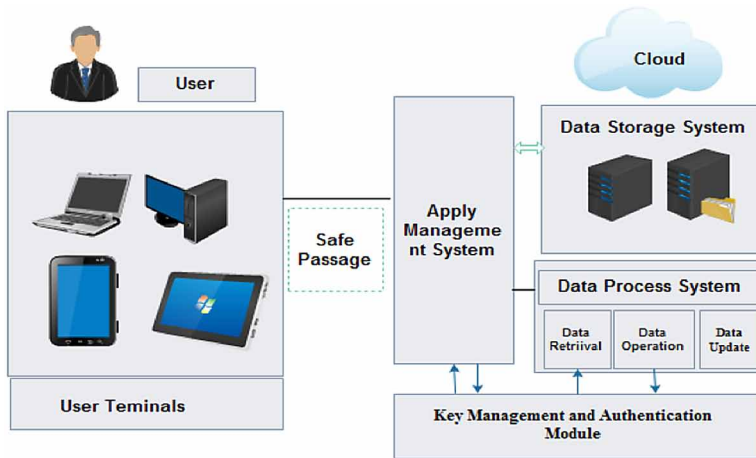 User
Cloud
Data Storage System
Apply
Manageme
nt System
Safe
Passage
Data Process System
Data
Retriival
Data
Operation
Data
Update
User Teminals
Key Management and Authentication
Module